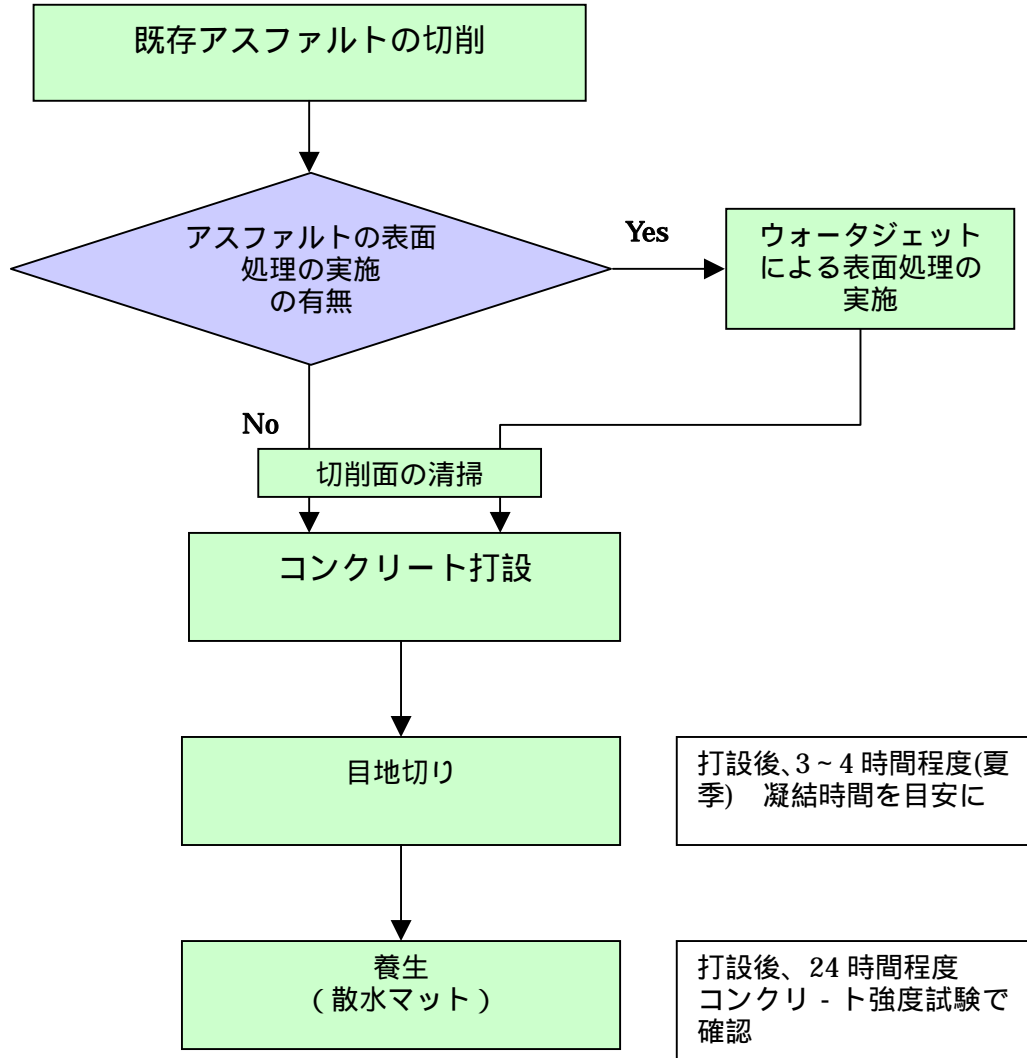 既存アスファルトの切削
アスファルトの表面
処理の実施
の有無
Yes
ウォータジェット
による表面処理の
実施
No
切削面の清掃
コンクリート打設
目地切り
打設後、3~4 時間程度(夏
季)　凝結時間を目安に
養生
(散水マット)
打設後、24 時間程度
コンクリ - ト強度試験で
確認